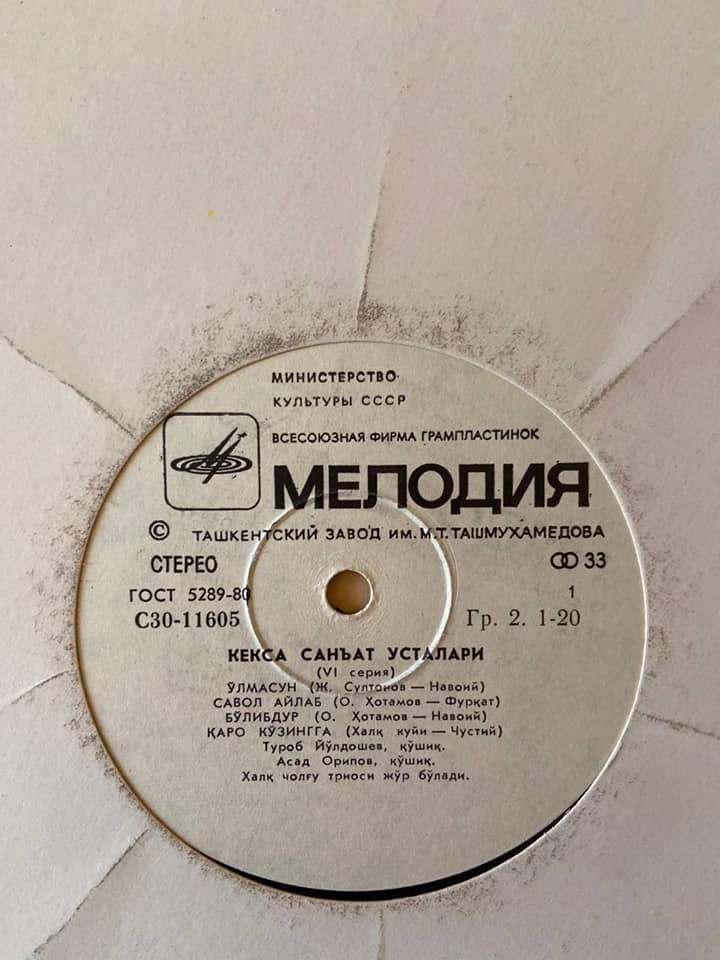 МИНИСТЕРСТВО
КУЛЬТУРЫ СССР
ВСЕСОЮЗНАЯ ФИРМА ГРАМПЛАСТИНОК
МЕЛОДИЯ
© ТАШКЕНТСКИЙ ЗАВОД ИМ. М.Т. ТАШМУХАМЕДОВА
СТЕРЕО 33
ГОСТ 5289-80 1
С30-11605 Гр. 2. 1-20
КЕКСА САНЪАТ УСТАЛАРИ
(VI серия)
ЎЛМАСУН (Ж. Султонов — Навоий)
САВОЛ АЙЛАБ (О. Ҳотамов — Фурқат)
БЎЛИБДУР (О. Ҳотамов — Навоий)
ҚАРО КЎЗИНГГА (Халқ куйи — Чустий)
Туроб Йўлдошев, қўшиқ.
Асад Орипов, қўшиқ.
Халқ чолғу триоси жўр бўлади.